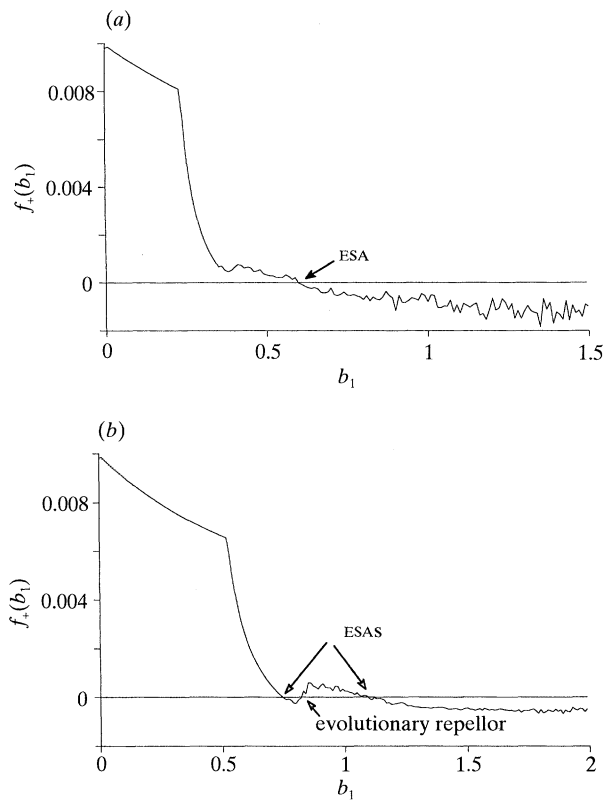 (a)
0.008
0.004
0
f+(b1)
ESA
0
0.5
1
1.5
b1
(b)
0.008
0.004
0
f+(b1)
ESAS
evolutionary repellor
0
0.5
1
1.5
2
b1